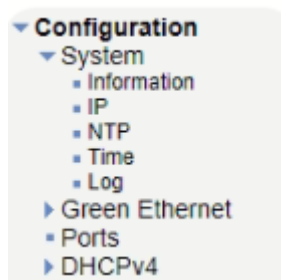 Configuration
System
Information
IP
NTP
Time
Log
Green Ethernet
Ports
DHCPv4